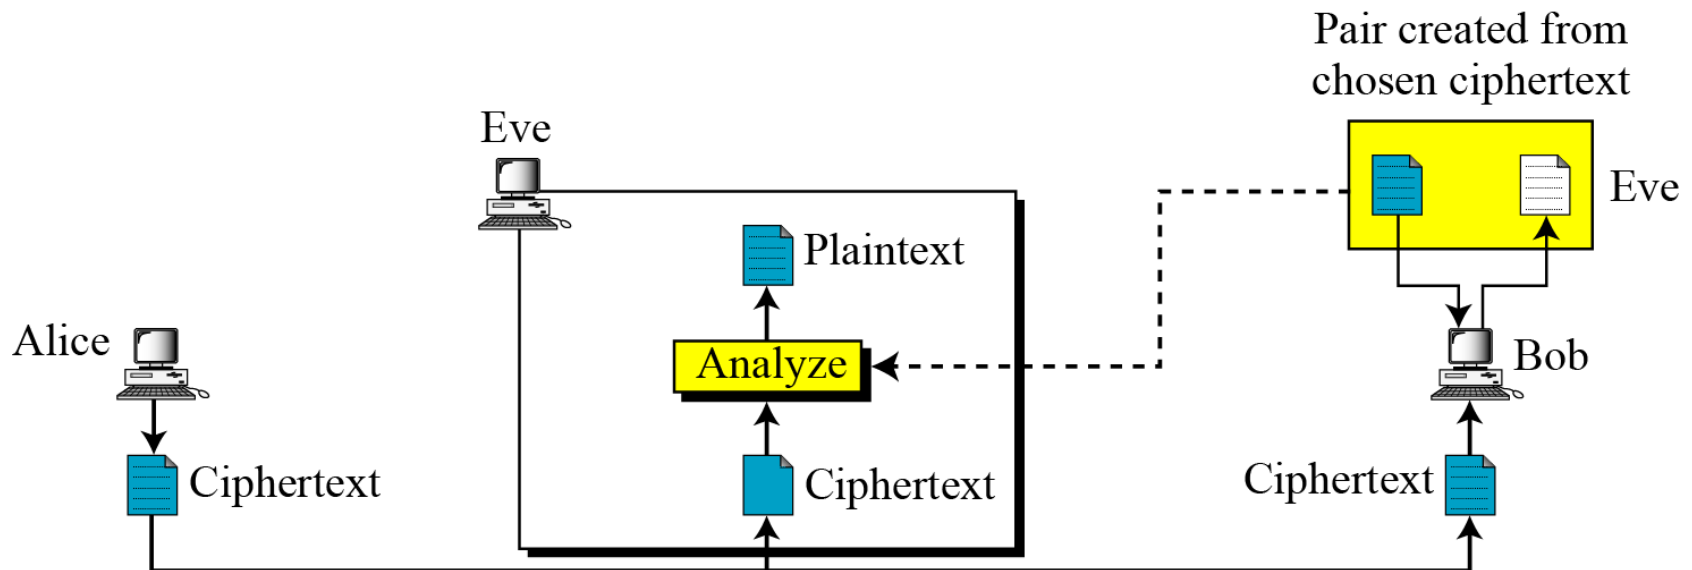 Pair created from
chosen ciphertext
Eve
Eve
Plaintext
Alice
Analyze
Bob
Ciphertext
Ciphertext
Ciphertext